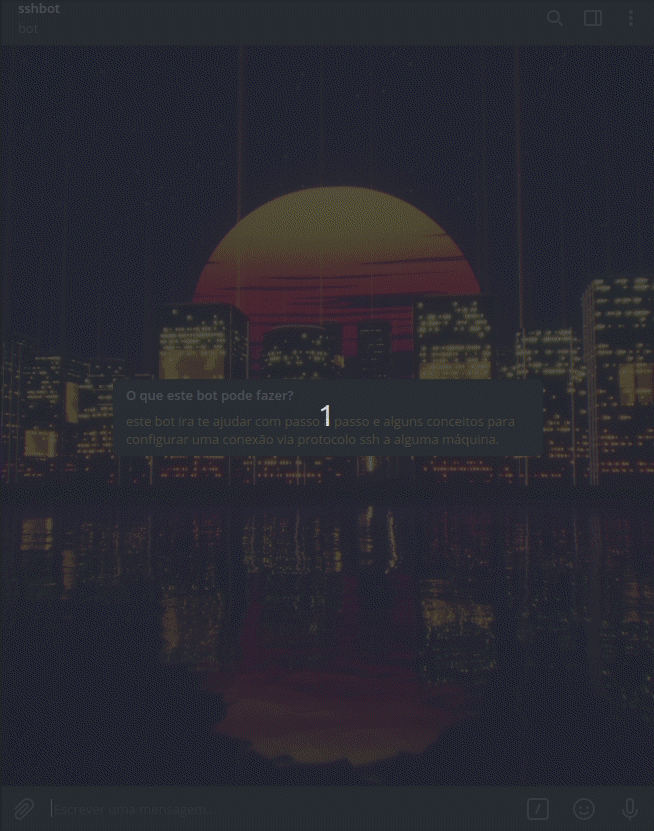 sshbot
bot
O que este bot pode fazer?
este bot ira te ajudar com passo passo e alguns conceitos para
configurar uma conexão via protocolo ssh a alguma máquina.
1
Escrever uma mensagem...